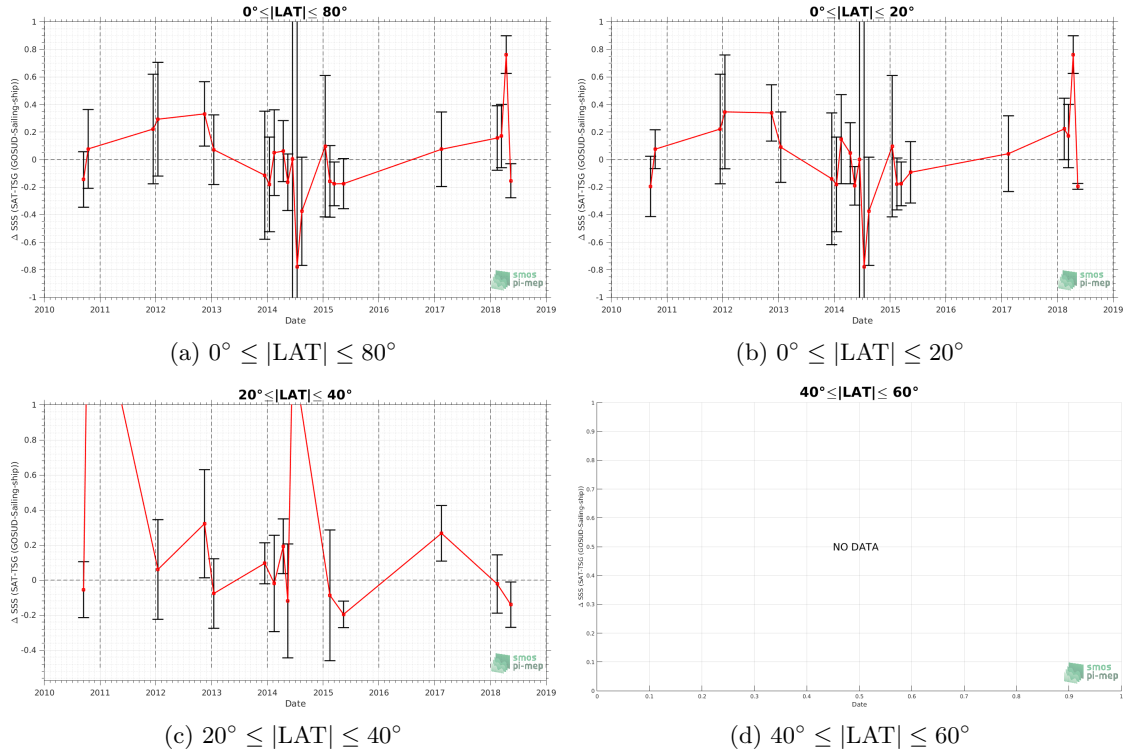 0°≤|LAT|≤ 80°
Δ SSS (SAT-TSG (GOSUD-Sailing-ship))
1
0.8
0.6
0.4
0.2
0
-0.2
-0.4
-0.6
-0.8
-1
2010 2011 2012 2013 2014 2015 2016 2017 2018 2019
Date
smos
pi-mep
(a) 0° ≤ |LAT| ≤ 80°
0°≤|LAT|≤ 20°
Δ SSS (SAT-TSG (GOSUD-Sailing-ship))
1
0.8
0.6
0.4
0.2
0
-0.2
-0.4
-0.6
-0.8
-1
2010 2011 2012 2013 2014 2015 2016 2017 2018 2019
Date
smos
pi-mep
(b) 0° ≤ |LAT| ≤ 20°
20°≤|LAT|≤ 40°
Δ SSS (SAT-TSG (GOSUD-Sailing-ship))
1
0.8
0.6
0.4
0.2
0
-0.2
-0.4
2010 2011 2012 2013 2014 2015 2016 2017 2018 2019
Date
smos
pi-mep
(c) 20° ≤ |LAT| ≤ 40°
40°≤|LAT|≤ 60°
Δ SSS (SAT-TSG (GOSUD-Sailing-ship))
1
0.9
0.8
0.7
0.6
0.5
0.4
0.3
0.2
0.1
0
NO DATA
0 0.1 0.2 0.3 0.4 0.5 0.6 0.7 0.8 0.9 1
Date
smos
pi-mep
(d) 40° ≤ |LAT| ≤ 60°